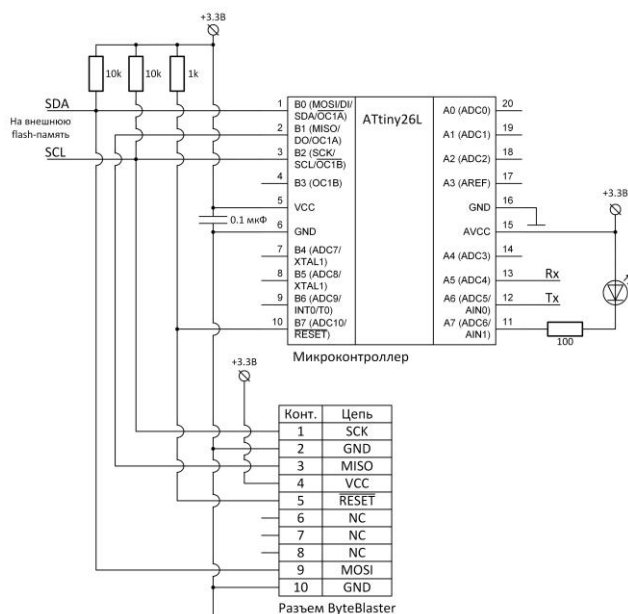 +3.3В
10k
10k
1k
SDA
На внешнюю
flash-память
SCL
0.1 мкФ
1
2
3
4
5
6
7
8
9
10
B0 (MOSI/DI/
SDA/OC1A)
B1 (MISO/
DO/OC1A)
B2 (SCK/
SCL/OC1B)
B3 (OC1B)
VCC
GND
B4 (ADC7/
XTAL1)
B5 (ADC8/
XTAL1)
B6 (ADC9/
INT0/T0)
B7 (ADC10/
RESET)
ATtiny26L
A0 (ADC0)
A1 (ADC1)
A2 (ADC2)
A3 (AREF)
GND
AVCC
A4 (ADC3)
A5 (ADC4)
A6 (ADC5/
AIN0)
A7 (ADC6/
AIN1)
20
19
18
17
16
15
14
13
12
11
Rx
Tx
+3.3В
100
Микроконтроллер
+3.3В
Конт. Цепь
1 SCK
2 GND
3 MISO
4 VCC
5 RESET
6 NC
7 NC
8 NC
9 MOSI
10 GND
Разъем ByteBlaster